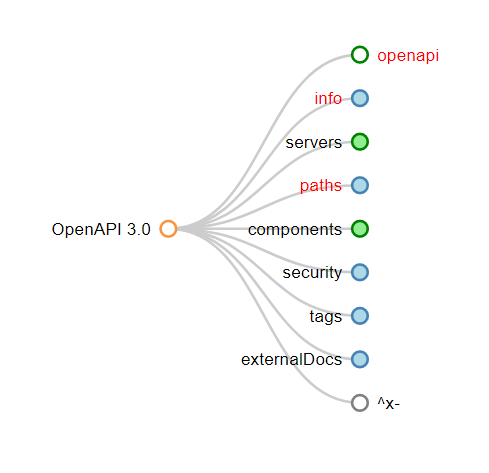 openapi
info
servers
paths
OpenAPI 3.0
components
security
tags
externalDocs
^x-